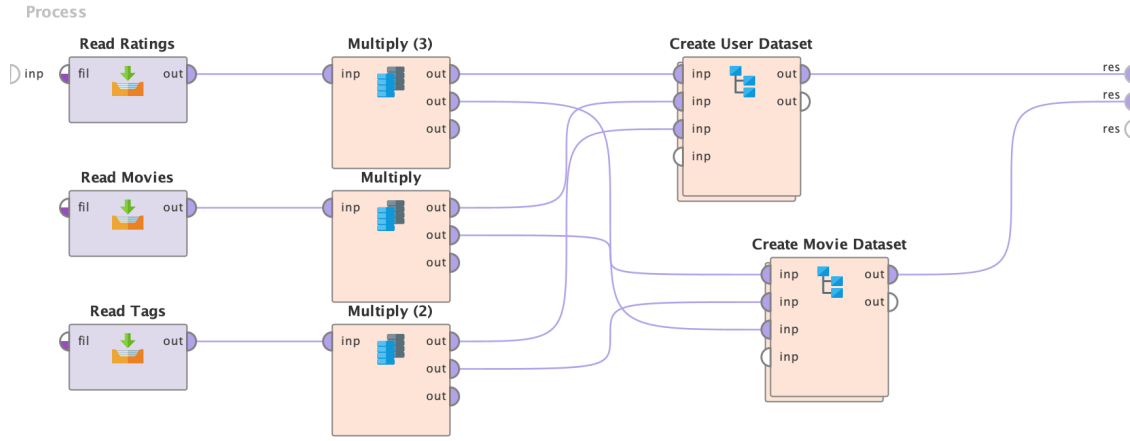 Process
Read Ratings
Multiply (3)
Create User Dataset
inp
fil
out
inp
out
out
out
inp
inp
inp
inp
out
out
res
res
res
Read Movies
Multiply
fil
out
inp
out
out
out
Create Movie Dataset
inp
inp
inp
inp
out
out
Read Tags
Multiply (2)
fil
out
inp
out
out
out